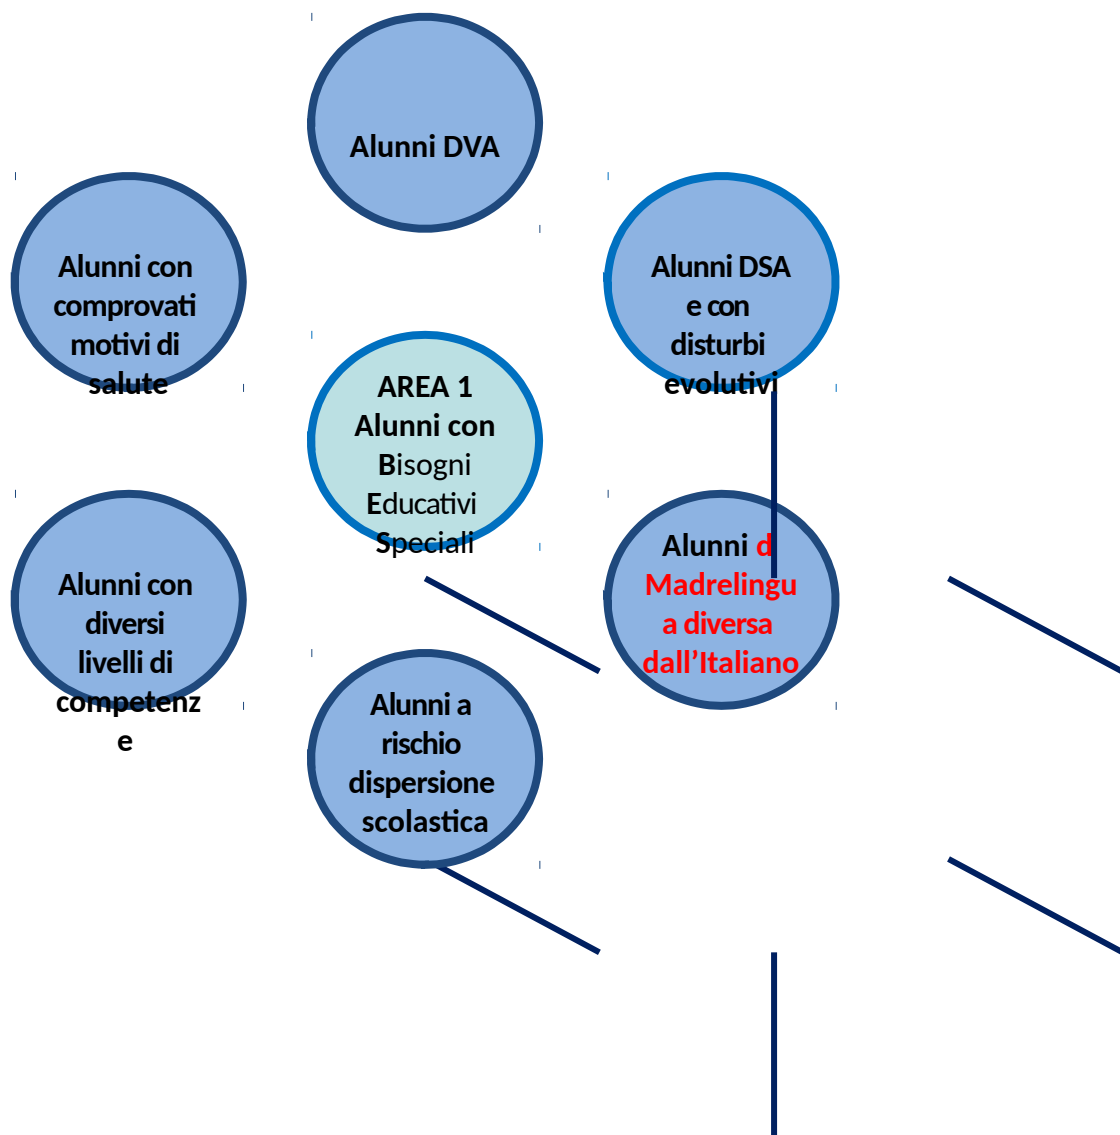 Alunni DVA
Alunni con
comprovati
motivi di
salute
Alunni DSA
e con
disturbi
evolutivi
AREA 1
Alunni con
Bisogni
Educativi
Speciali
Alunni con
diversi
livelli di
competenz
e
Alunni d
Madrelingu
a diversa
dall’Italiano
Alunni a
rischio
dispersione
scolastica